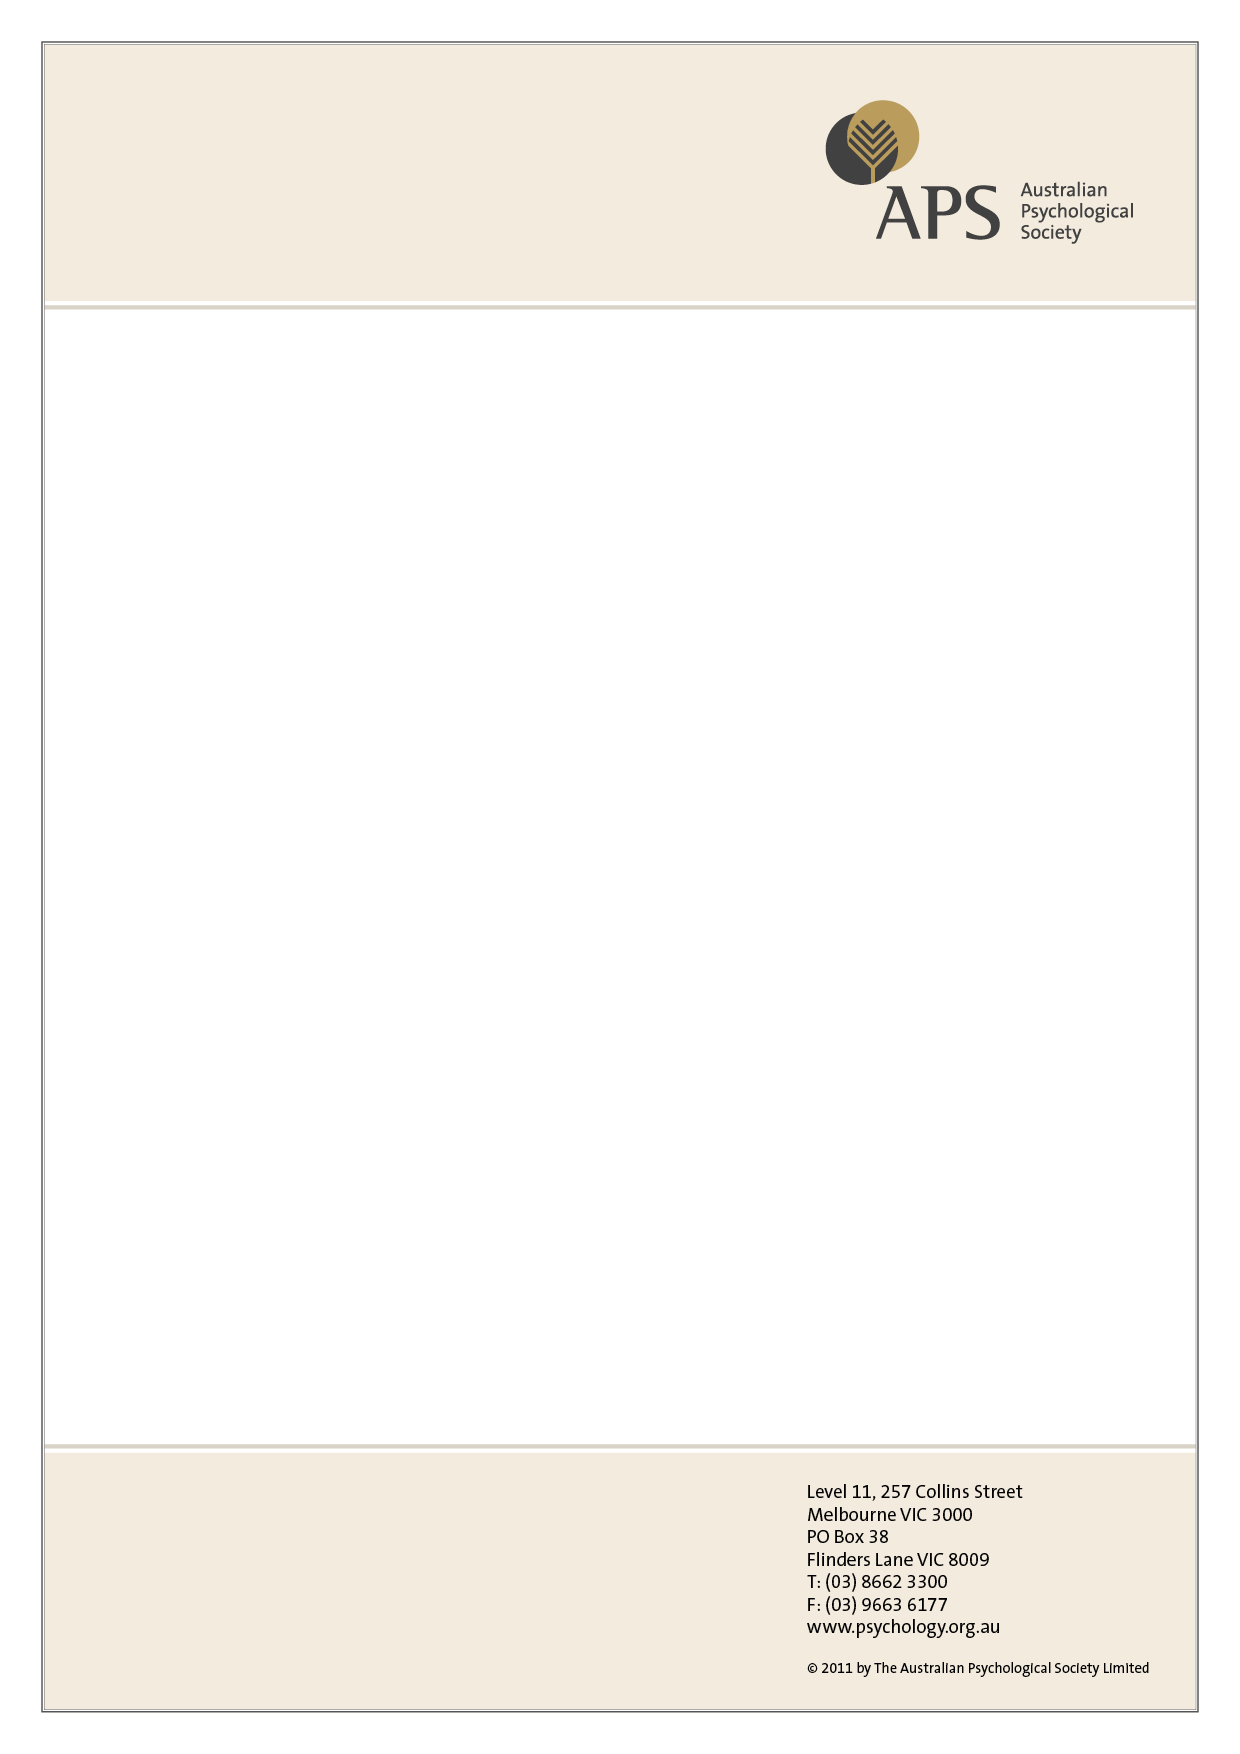 APS
Australian
Psychological
Society
Level 11, 257 Collins Street
Melbourne VIC 3000
PO Box 38
Flinders Lane VIC 8009
T: (03) 8662 3300
F: (03) 9663 6177
www.psychology.org.au
© 2011 by The Australian Psychological Society Limited